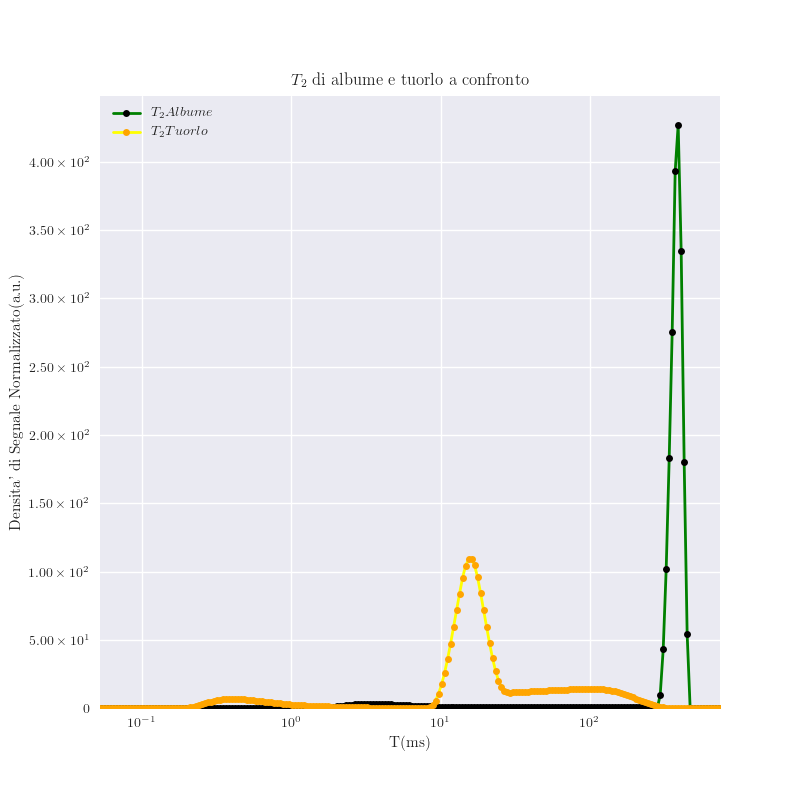 T₂ di albume e tuorlo a confronto
T₂Albume
T₂Tuorlo
Densita' di Segnale Normalizzato(a.u.)
4.00 × 10²
3.50 × 10²
3.00 × 10²
2.50 × 10²
2.00 × 10²
1.50 × 10²
1.00 × 10²
5.00 × 10¹
0
10⁻¹ 10⁰ 10¹ 10²
T(ms)